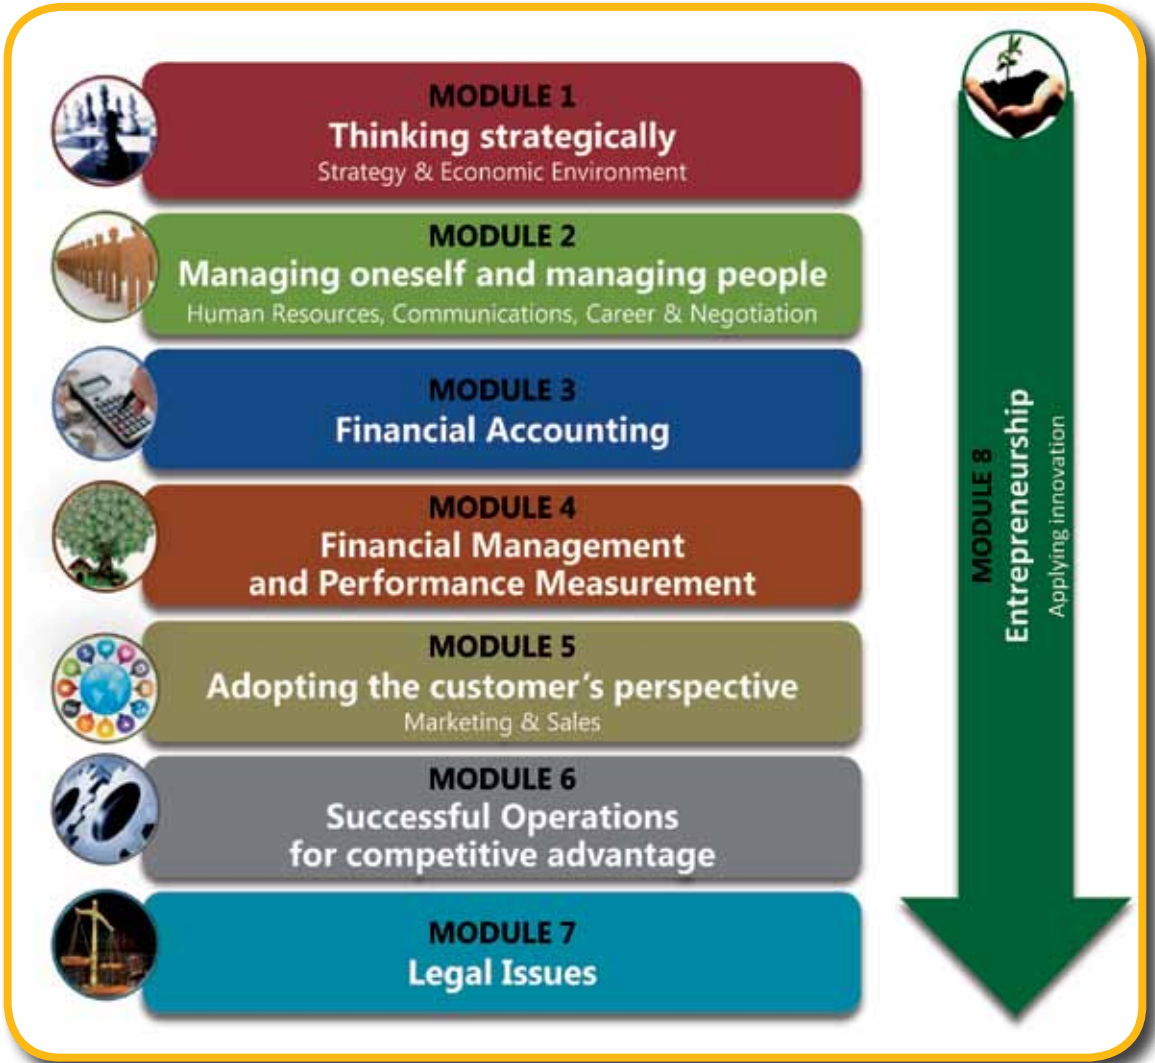 MODULE 1
Thinking strategically
Strategy & Economic Environment
MODULE 2
Managing oneself and managing people
Human Resources, Communications, Career & Negotiation
MODULE 3
Financial Accounting
MODULE 4
Financial Management
and Performance Measurement
MODULE 5
Adopting the customer's perspective
Marketing & Sales
MODULE 6
Successful Operations
for competitive advantage
MODULE 7
Legal Issues
MODULE 8
Entrepreneurship
Applying innovation